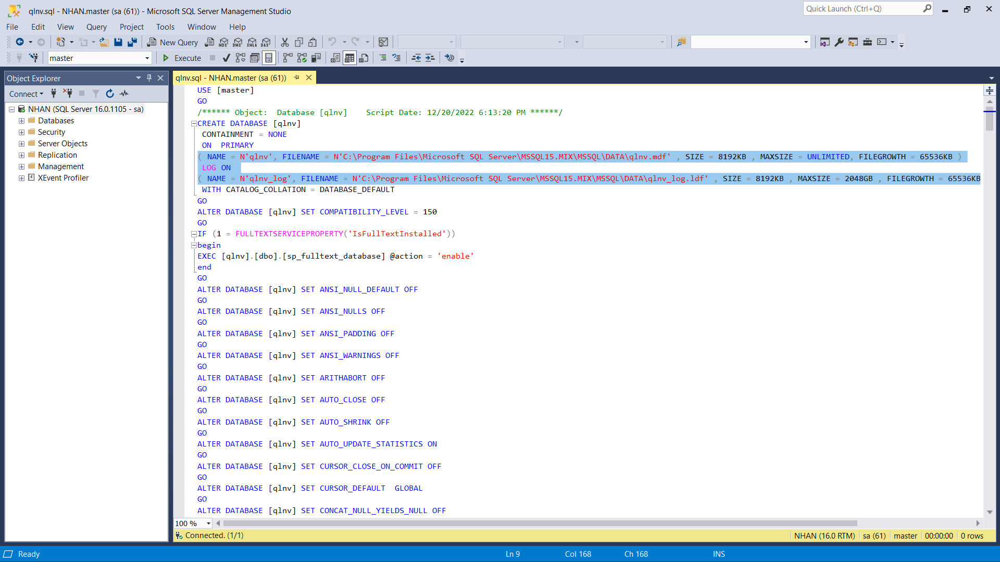 qlnv.sql - NHAN.master (sa (61)) - Microsoft SQL Server Management Studio
Quick Launch (Ctrl+Q)
File Edit View Query Project Tools Window Help
New Query MDX DMX XMLA DAX
master Execute
Object Explorer
Connect
NHAN (SQL Server 16.0.1105 - sa)
Databases
Security
Server Objects
Replication
Management
XEvent Profiler
qlnv.sql - NHAN.master (sa (61))
USE [master]
GO
/****** Object:  Database [qlnv]    Script Date: 12/20/2022 6:13:20 PM ******/
CREATE DATABASE [qlnv]
CONTAINMENT = NONE
ON  PRIMARY
( NAME = N'qlnv', FILENAME = N'C:\Program Files\Microsoft SQL Server\MSSQL15.MIX\MSSQL\DATA\qlnv.mdf' , SIZE = 8192KB , MAXSIZE = UNLIMITED, FILEGROWTH = 65536KB )
LOG ON
( NAME = N'qlnv_log', FILENAME = N'C:\Program Files\Microsoft SQL Server\MSSQL15.MIX\MSSQL\DATA\qlnv_log.ldf' , SIZE = 8192KB , MAXSIZE = 2048GB , FILEGROWTH = 65536KB
WITH CATALOG_COLLATION = DATABASE_DEFAULT
GO
ALTER DATABASE [qlnv] SET COMPATIBILITY_LEVEL = 150
GO
IF (1 = FULLTEXTSERVICEPROPERTY('IsFullTextInstalled'))
begin
EXEC [qlnv].[dbo].[sp_fulltext_database] @action = 'enable'
end
GO
ALTER DATABASE [qlnv] SET ANSI_NULL_DEFAULT OFF
GO
ALTER DATABASE [qlnv] SET ANSI_NULLS OFF
GO
ALTER DATABASE [qlnv] SET ANSI_PADDING OFF
GO
ALTER DATABASE [qlnv] SET ANSI_WARNINGS OFF
GO
ALTER DATABASE [qlnv] SET ARITHABORT OFF
GO
ALTER DATABASE [qlnv] SET AUTO_CLOSE OFF
GO
ALTER DATABASE [qlnv] SET AUTO_SHRINK OFF
GO
ALTER DATABASE [qlnv] SET AUTO_UPDATE_STATISTICS ON
GO
ALTER DATABASE [qlnv] SET CURSOR_CLOSE_ON_COMMIT OFF
GO
ALTER DATABASE [qlnv] SET CURSOR_DEFAULT  GLOBAL
GO
ALTER DATABASE [qlnv] SET CONCAT_NULL_YIELDS_NULL OFF
100 %
Connected. (1/1) NHAN (16.0 RTM) sa (61) master 00:00:00 0 rows
Ready Ln 9 Col 168 Ch 168 INS